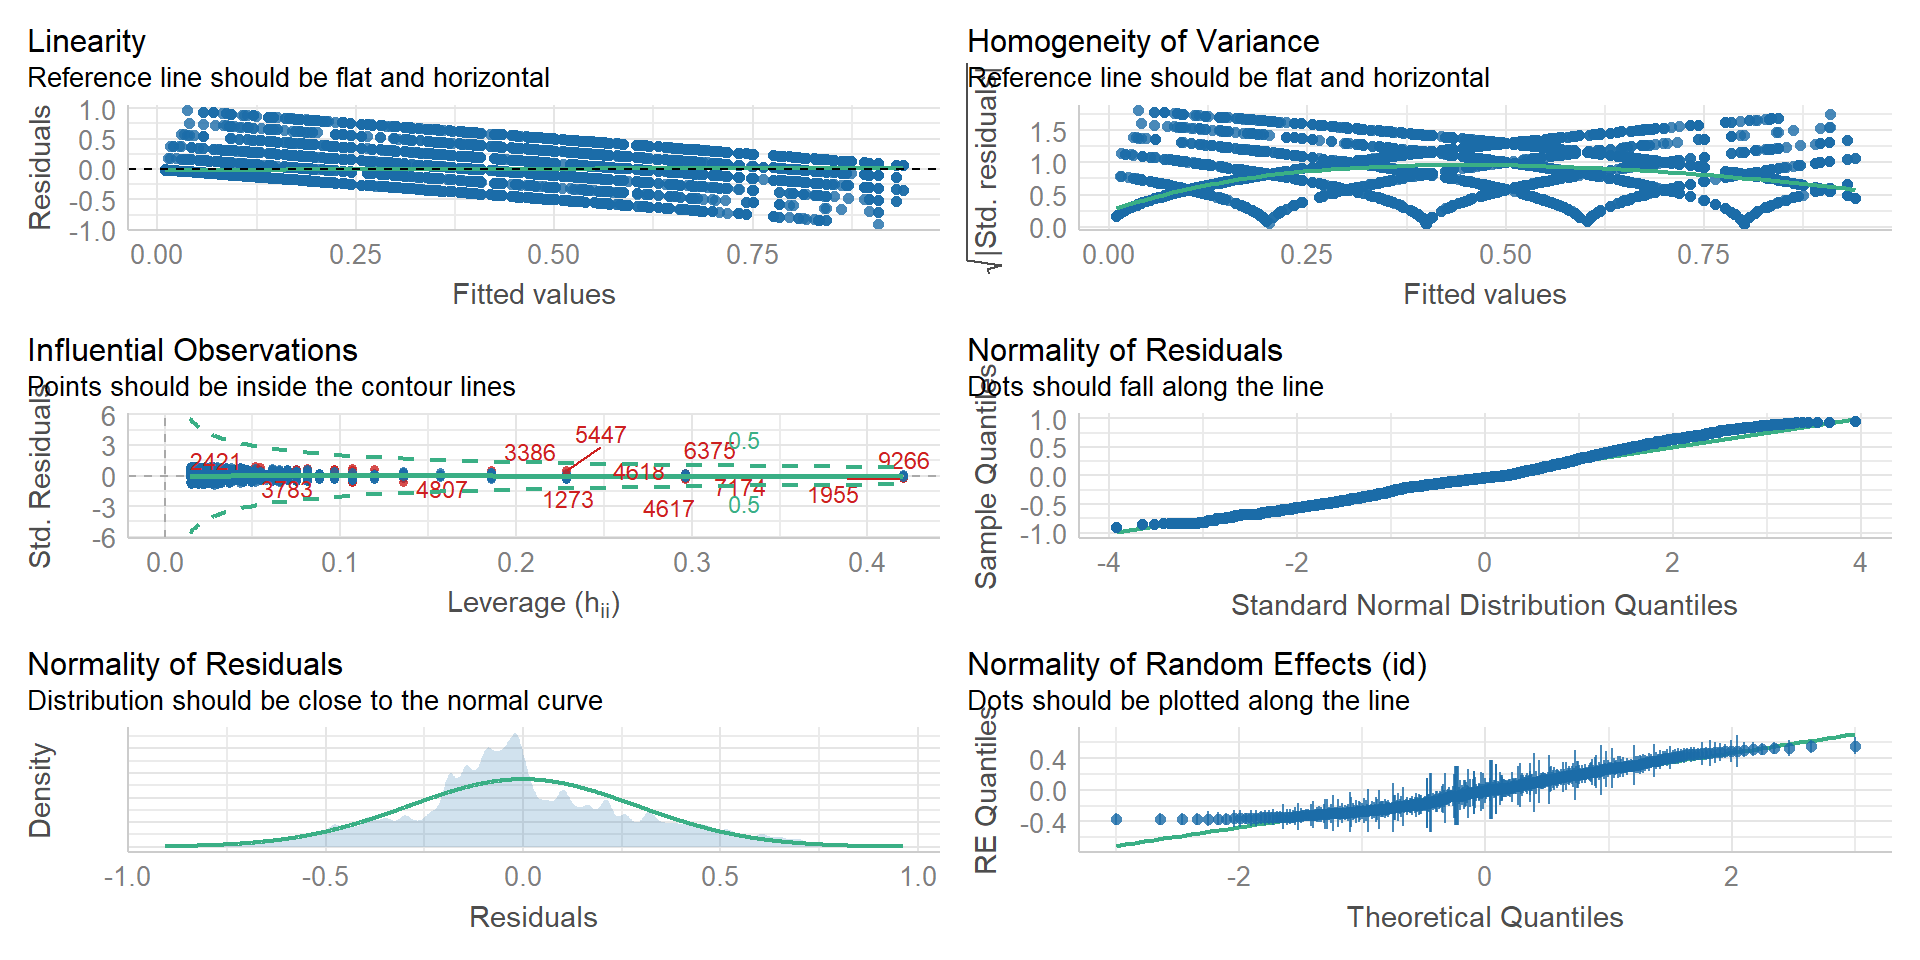 Linearity
Reference line should be flat and horizontal
Residuals
1.0
0.5
0.0
-0.5
-1.0
0.00
0.25
0.50
0.75
Fitted values
Homogeneity of Variance
Reference line should be flat and horizontal
√|Std. residuals|
1.5
1.0
0.5
0.0
0.00
0.25
0.50
0.75
Fitted values
Influential Observations
Points should be inside the contour lines
Std. Residuals
6
3
0
-3
-6
2421
3783
4807
3386
5447
1273
4618
4617
6375
0.5
7174
0.5
1955
9266
0.0
0.1
0.2
0.3
0.4
Leverage (hii)
Normality of Residuals
Dots should fall along the line
Sample Quantiles
1.0
0.5
0.0
-0.5
-1.0
-4
-2
0
2
4
Standard Normal Distribution Quantiles
Normality of Residuals
Distribution should be close to the normal curve
Density
-1.0
-0.5
0.0
0.5
1.0
Residuals
Normality of Random Effects (id)
Dots should be plotted along the line
RE Quantiles
0.4
0.0
-0.4
-2
0
2
Theoretical Quantiles